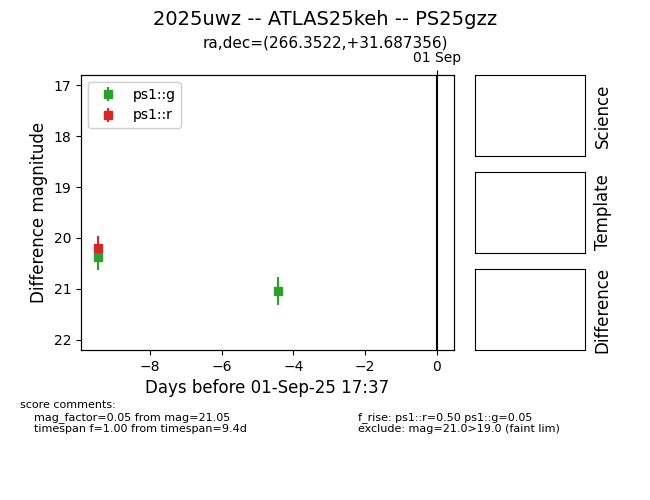 2025uwz -- ATLAS25keh -- PS25gzz
ra,dec=(266.3522,+31.687356)
01 Sep
ps1::g
ps1::r
17
18
19
20
21
22
Difference magnitude
−8
−6
−4
−2
0
Days before 01-Sep-25 17:37
Science
Template
Difference
score comments:
mag_factor=0.05 from mag=21.05
timespan f=1.00 from timespan=9.4d
f_rise: ps1::r=0.50 ps1::g=0.05
exclude: mag=21.0>19.0 (faint lim)